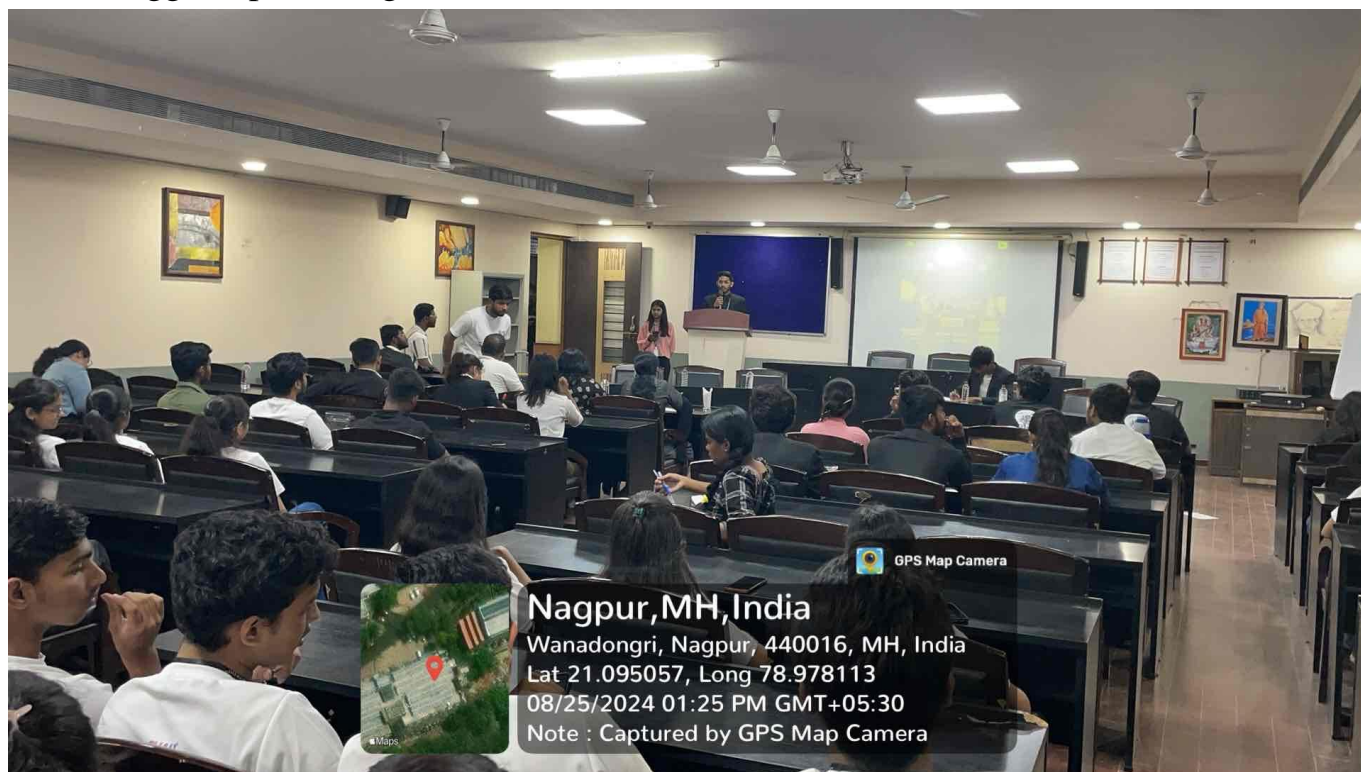 GPS Map Camera
Nagpur,MH,India
Wanadongri, Nagpur, 440016, MH, India
Lat 21.095057, Long 78.978113
08/25/2024 01:25 PM GMT+05:30
Note : Captured by GPS Map Camera
Maps